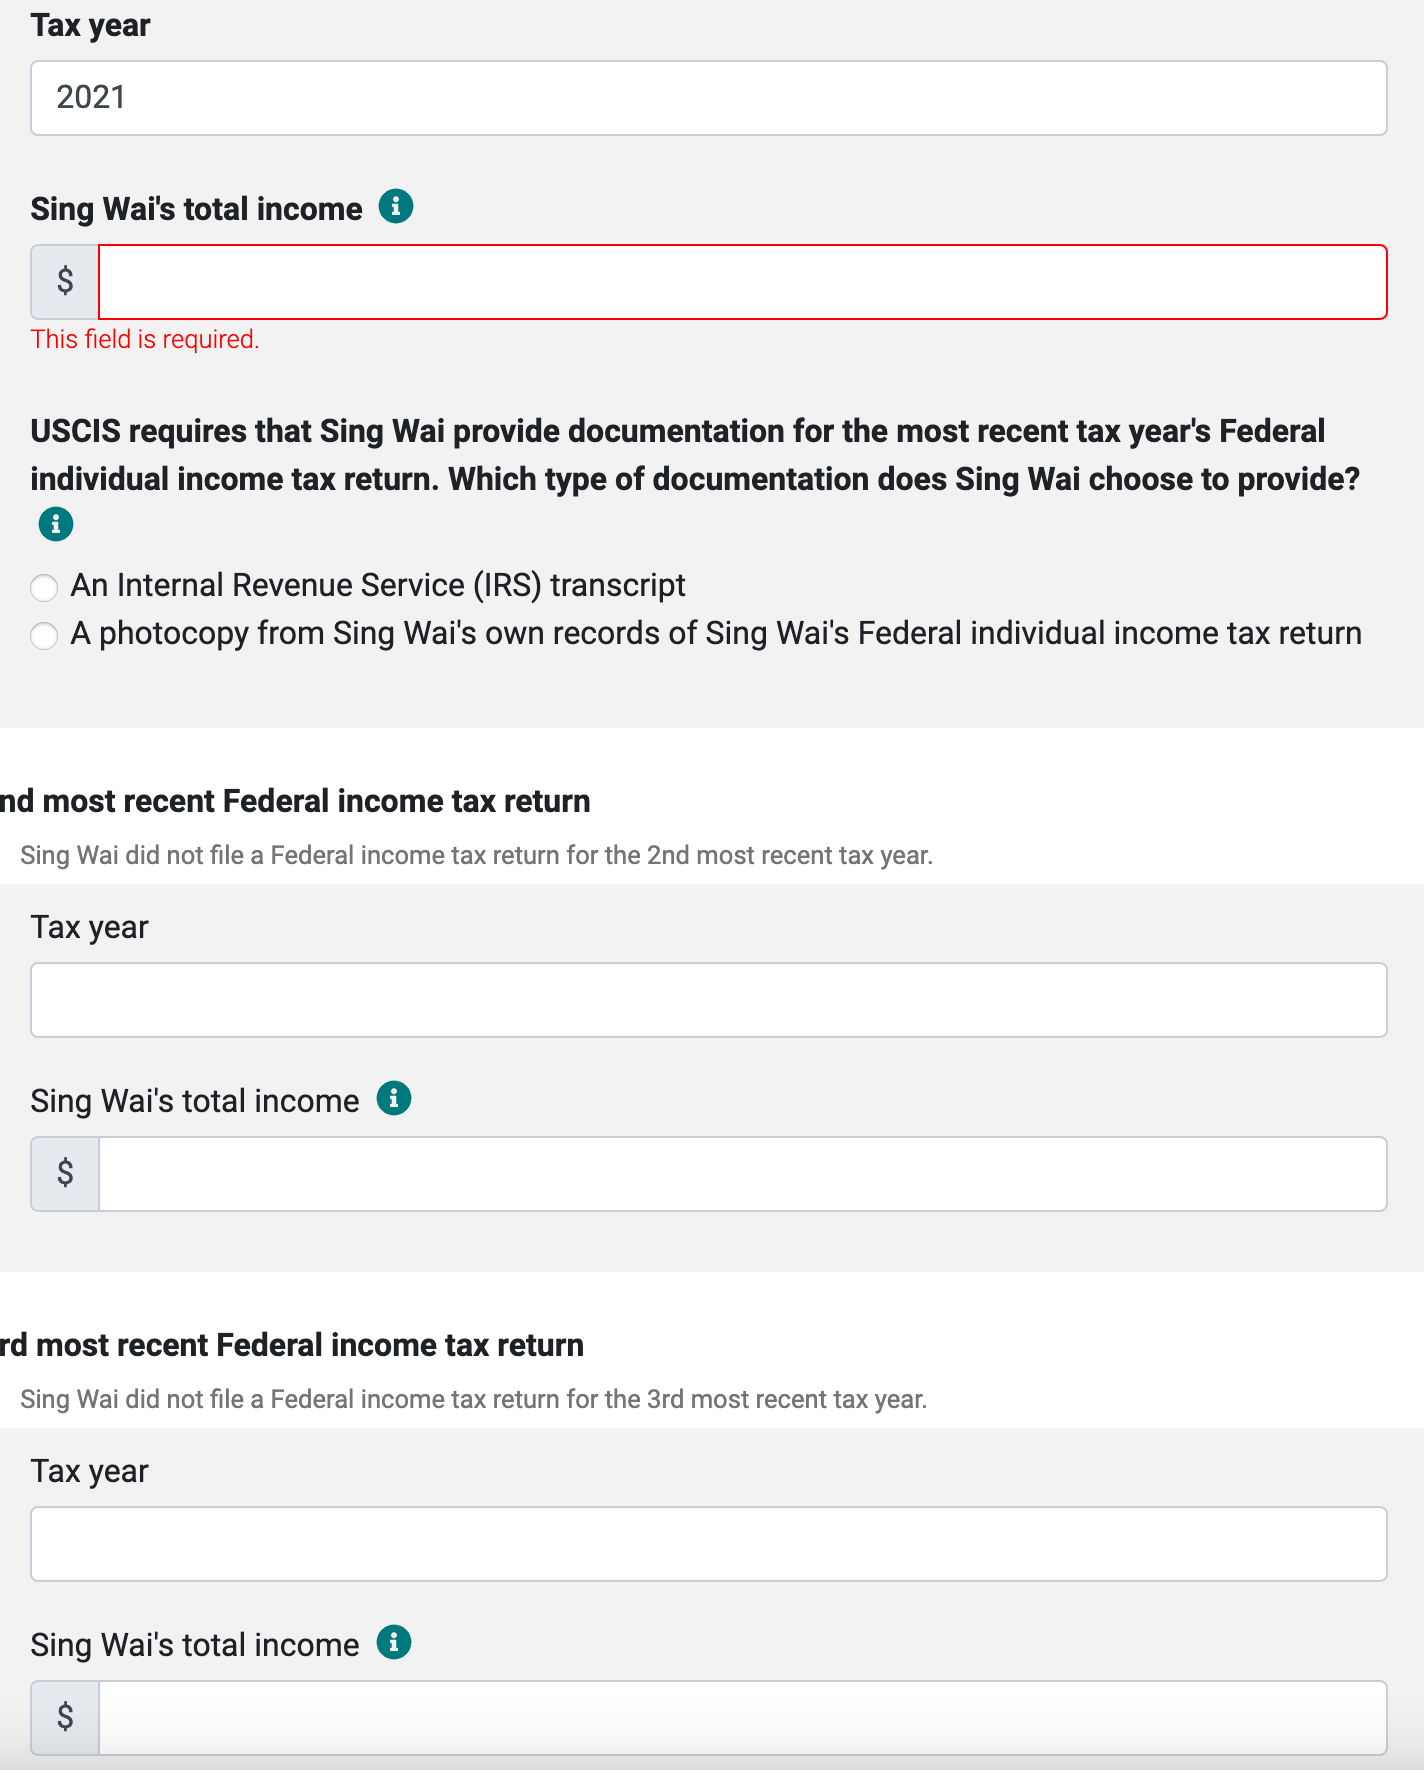 Tax year
2021
Sing Wai's total income
$
This field is required.
USCIS requires that Sing Wai provide documentation for the most recent tax year's Federal
individual income tax return. Which type of documentation does Sing Wai choose to provide?
An Internal Revenue Service (IRS) transcript
A photocopy from Sing Wai's own records of Sing Wai's Federal individual income tax return
nd most recent Federal income tax return
Sing Wai did not file a Federal income tax return for the 2nd most recent tax year.
Tax year
Sing Wai's total income
$
rd most recent Federal income tax return
Sing Wai did not file a Federal income tax return for the 3rd most recent tax year.
Tax year
Sing Wai's total income
$